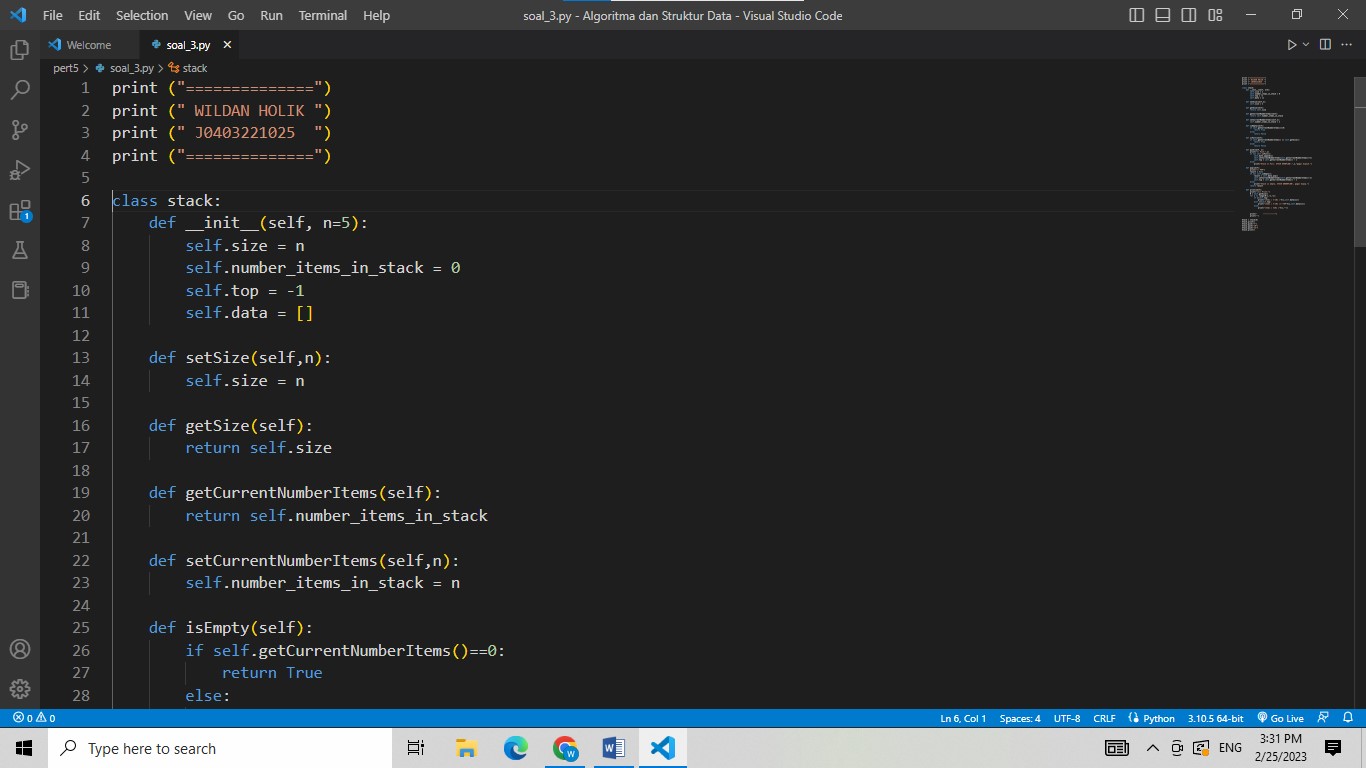 File Edit Selection View Go Run Terminal Help soal_3.py - Algoritma dan Struktur Data - Visual Studio Code
Welcome soal_3.py
pert5 > soal_3.py > stack
1 print ("==============")
2 print (" WILDAN HOLIK ")
3 print (" J0403221025  ")
4 print ("==============")
5
6 class stack:
7     def __init__(self, n=5):
8         self.size = n
9         self.number_items_in_stack = 0
10         self.top = -1
11         self.data = []
12
13     def setSize(self,n):
14         self.size = n
15
16     def getSize(self):
17         return self.size
18
19     def getCurrentNumberItems(self):
20         return self.number_items_in_stack
21
22     def setCurrentNumberItems(self,n):
23         self.number_items_in_stack = n
24
25     def isEmpty(self):
26         if self.getCurrentNumberItems()==0:
27             return True
28         else:
1
0 0 Ln 6, Col 1 Spaces: 4 UTF-8 CRLF Python 3.10.5 64-bit Go Live
Type here to search W ENG 3:31 PM
2/25/2023